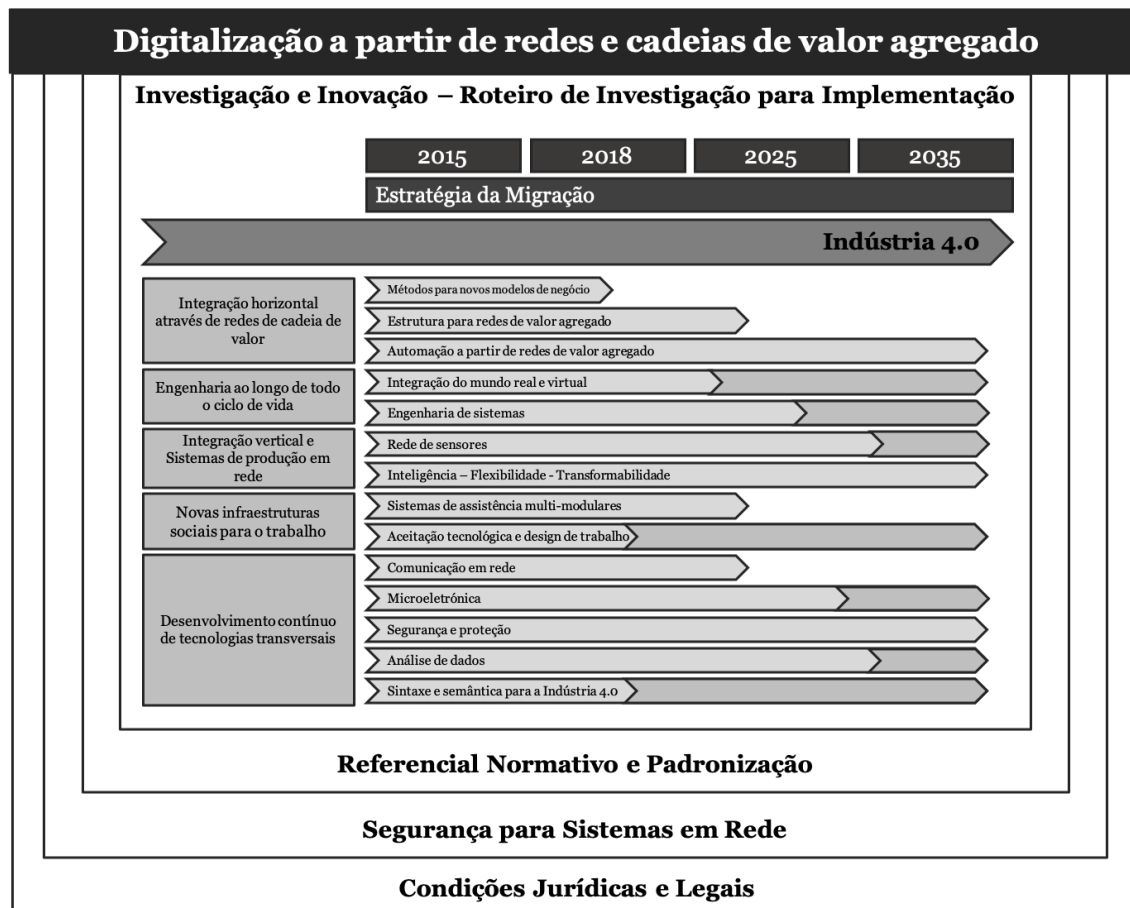 Digitalização a partir de redes e cadeias de valor agregado
Investigação e Inovação – Roteiro de Investigação para Implementação
2015 2018 2025 2035
Estratégia da Migração
Indústria 4.0
Integração horizontal
através de redes de cadeia de
valor
Métodos para novos modelos de negócio
Estrutura para redes de valor agregado
Automação a partir de redes de valor agregado
Engenharia ao longo de todo
o ciclo de vida
Integração do mundo real e virtual
Engenharia de sistemas
Integração vertical e
Sistemas de produção em
rede
Rede de sensores
Inteligência – Flexibilidade - Transformabilidade
Novas infraestruturas
sociais para o trabalho
Sistemas de assistência multi-modulares
Aceitação tecnológica e design de trabalho
Desenvolvimento contínuo
de tecnologias transversais
Comunicação em rede
Microeletrónica
Segurança e proteção
Análise de dados
Sintaxe e semântica para a Indústria 4.0
Referencial Normativo e Padronização
Segurança para Sistemas em Rede
Condições Jurídicas e Legais